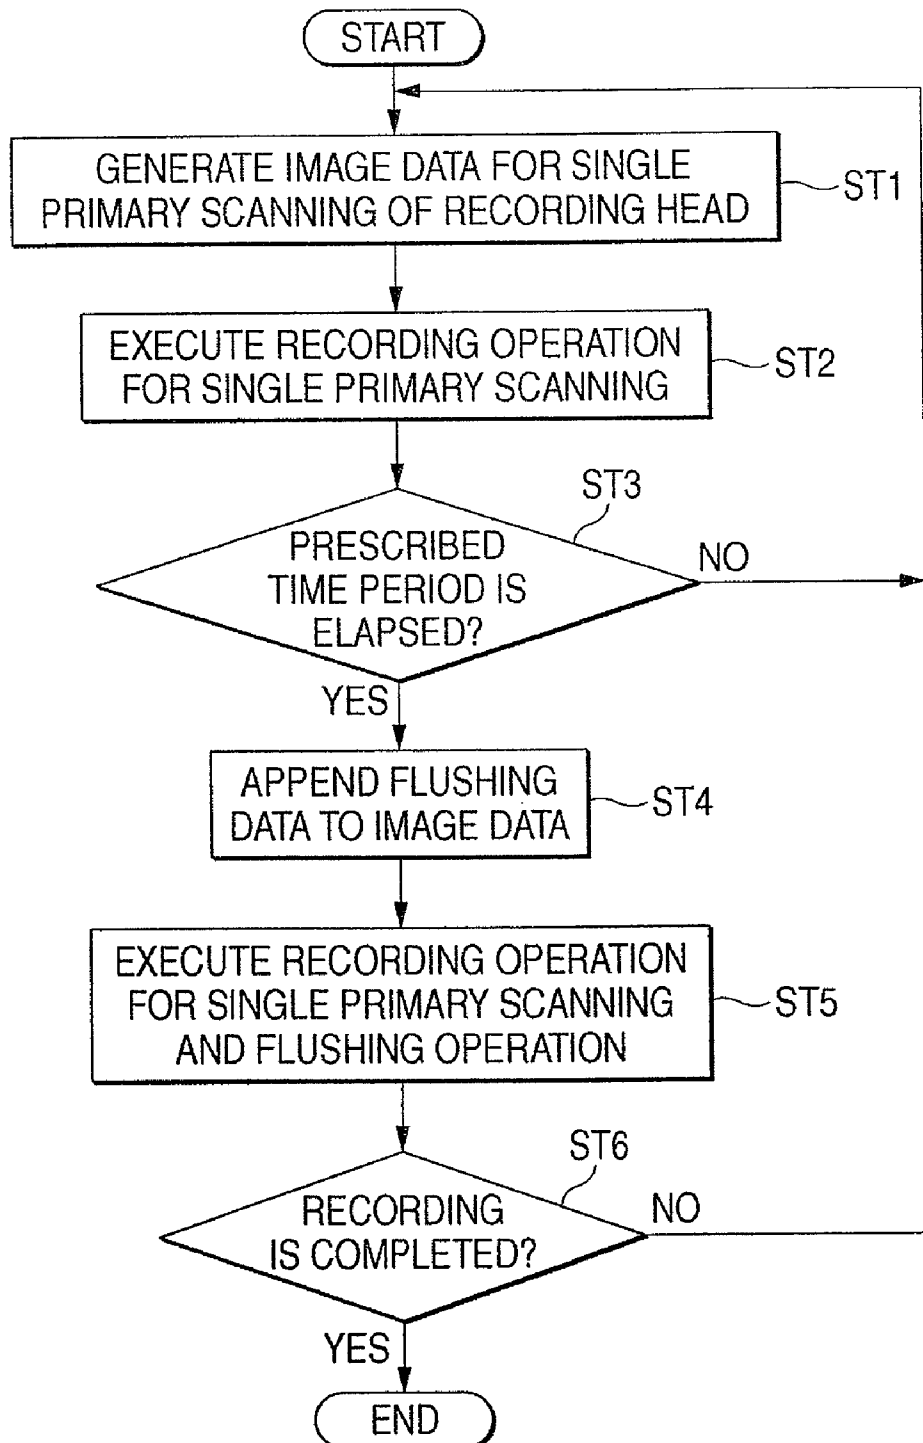 START
GENERATE IMAGE DATA FOR SINGLE
PRIMARY SCANNING OF RECORDING HEAD
ST1
EXECUTE RECORDING OPERATION
FOR SINGLE PRIMARY SCANNING
ST2
ST3
PRESCRIBED
TIME PERIOD IS
ELAPSED?
NO
YES
APPEND FLUSHING
DATA TO IMAGE DATA
ST4
EXECUTE RECORDING OPERATION
FOR SINGLE PRIMARY SCANNING
AND FLUSHING OPERATION
ST5
ST6
RECORDING
IS COMPLETED?
NO
YES
END